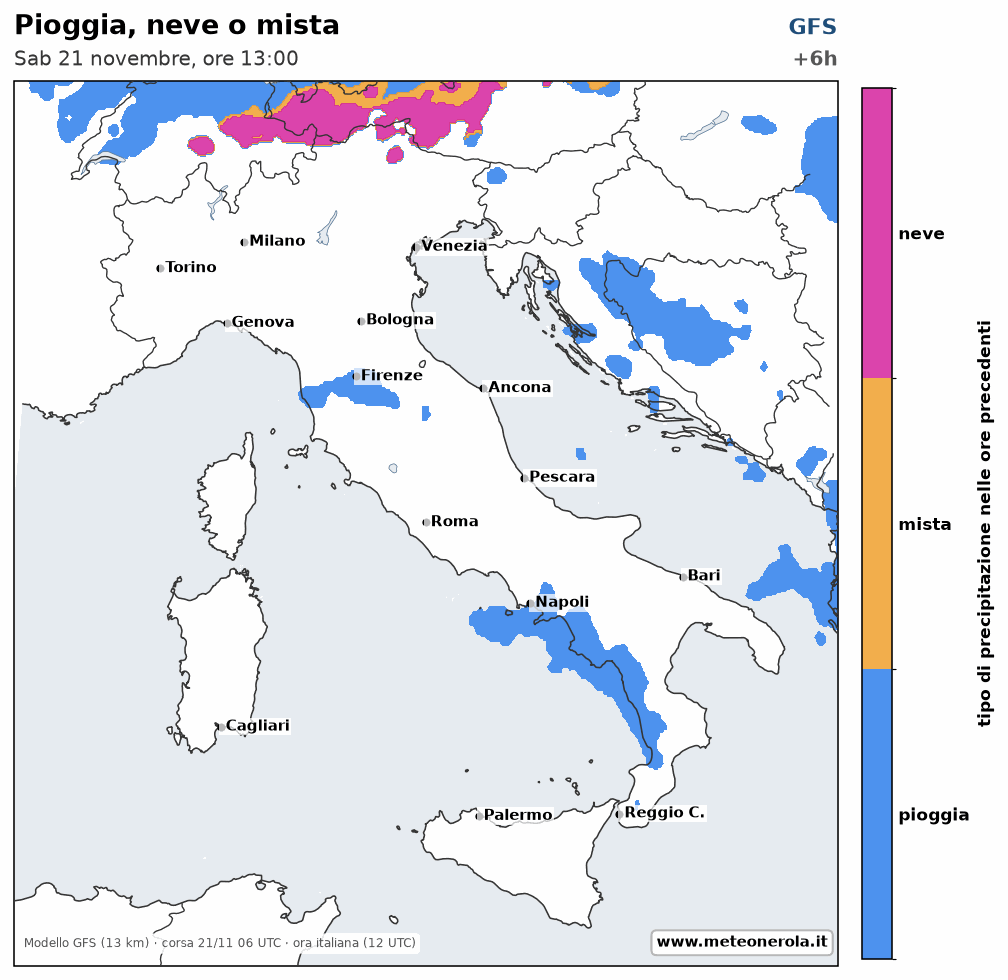 Pioggia, neve o mista
GFS
Sab 21 novembre, ore 13:00
+6h
neve
mista
pioggia
tipo di precipitazione nelle ore precedenti
Milano
Venezia
Torino
Genova
Bologna
Firenze
Ancona
Pescara
Roma
Bari
Napoli
Cagliari
Palermo
Reggio C.
Modello GFS (13 km) · corsa 21/11 06 UTC · ora italiana (12 UTC)
www.meteonerola.it